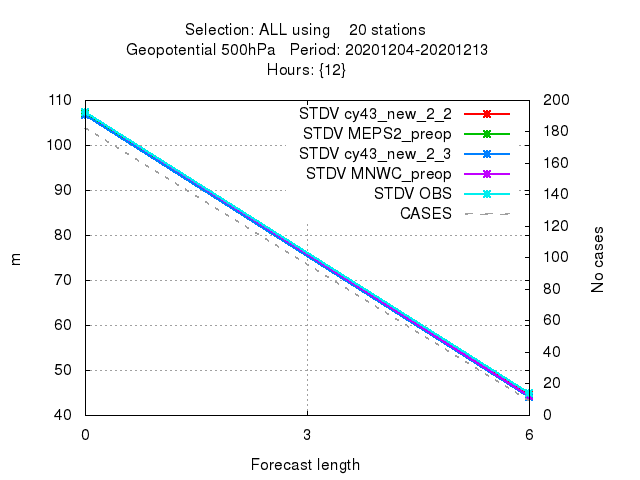 Selection: ALL using 20 stations
Geopotential 500hPa Period: 20201204-20201213
Hours: {12}
110
100
90
80
70
60
50
40
200
180
160
140
120
100
80
60
40
20
0
STDV cy43_new_2_2
STDV MEPS2_preop
STDV cy43_new_2_3
STDV MNWC_preop
STDV OBS
CASES
m
No cases
0 3 6
Forecast length